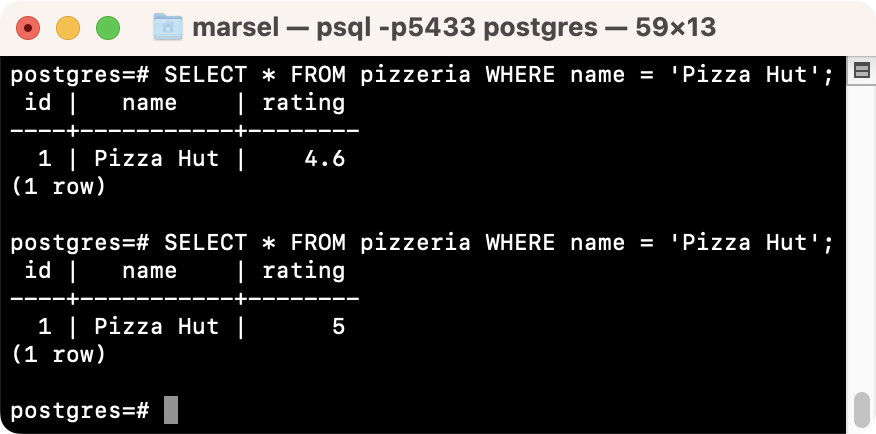 marsel — psql -p5433 postgres — 59×13
postgres=# SELECT * FROM pizzeria WHERE name = 'Pizza Hut';
 id |   name    | rating
----+-----------+--------
  1 | Pizza Hut |    4.6
(1 row)

postgres=# SELECT * FROM pizzeria WHERE name = 'Pizza Hut';
 id |   name    | rating
----+-----------+--------
  1 | Pizza Hut |      5
(1 row)

postgres=#